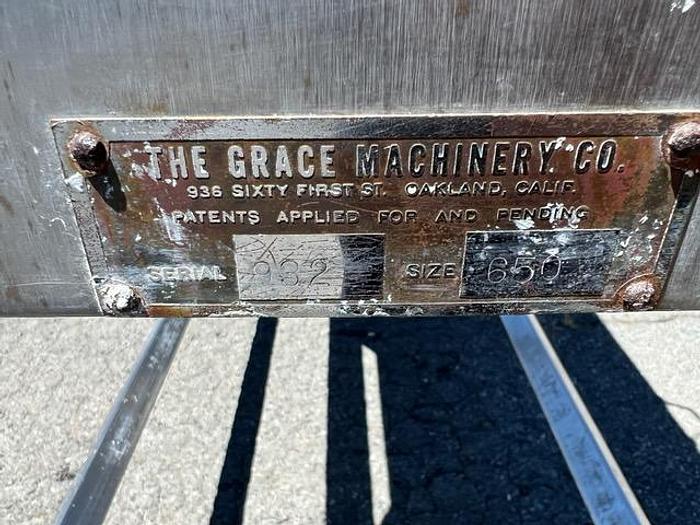 THE GRACE MACHINERY CO.
936 SIXTY FIRST ST. OAKLAND, CALIF.
PATENTS APPLIED FOR AND PENDING
SERIAL 932 SIZE 650